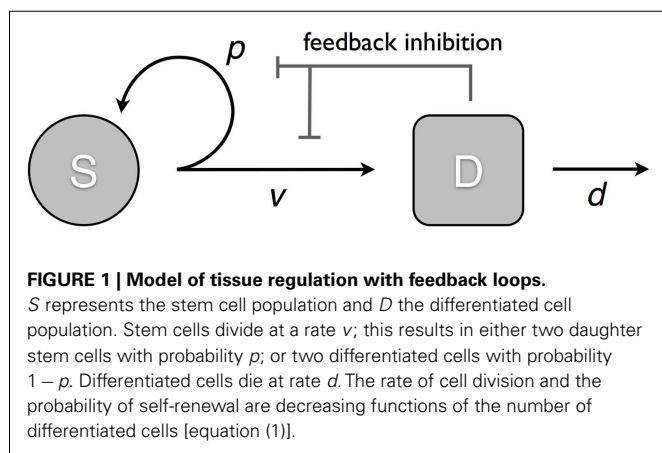 feedback inhibition
p
S
v
D
d
FIGURE 1 | Model of tissue regulation with feedback loops.
S represents the stem cell population and D the differentiated cell
population. Stem cells divide at a rate v; this results in either two daughter
stem cells with probability p; or two differentiated cells with probability
1 − p. Differentiated cells die at rate d. The rate of cell division and the
probability of self-renewal are decreasing functions of the number of
differentiated cells [equation (1)].